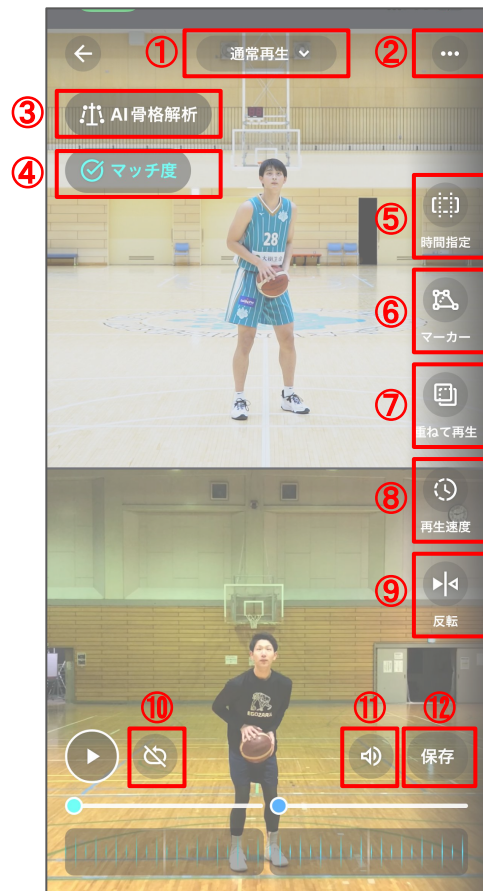 ①
通常再生
②
③
AI骨格解析
④
マッチ度
28
⑤
時間指定
⑥
マーカー
⑦
重ねて再生
⑧
再生速度
⑨
反転
⑩
⑪
⑫
保存